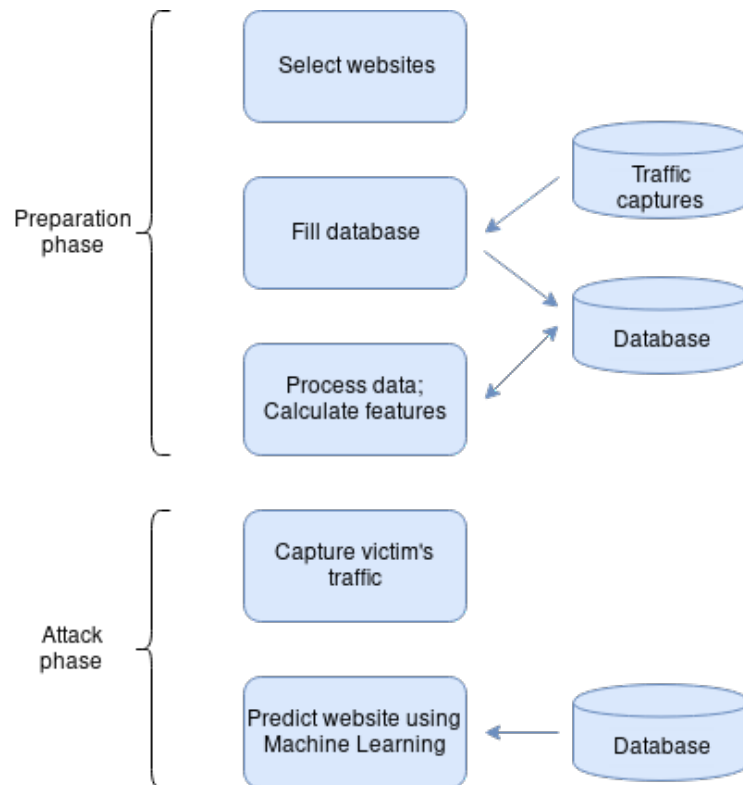 Select websites
Traffic
captures
Preparation
phase
Fill database
Database
Process data;
Calculate features
Capture victim's
traffic
Attack
phase
Predict website using
Machine Learning
Database